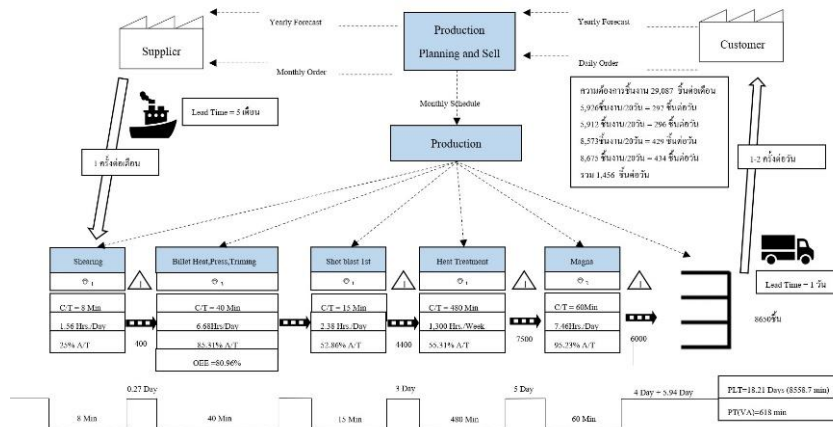 Yearly Forecast
Yearly Forecast
Supplier
Production
Planning and Sell
Customer
Monthly Order
Daily Order
Lead Time = 5 เดือน
Monthly Schedule
ความต้องการชิ้นงาน 29,087 ชิ้นต่อเดือน
5,926ชิ้นงาน/20วัน = 297 ชิ้นต่อวัน
5,912 ชิ้นงาน/20วัน = 296 ชิ้นต่อวัน
8,573ชิ้นงาน/20วัน = 429 ชิ้นต่อวัน
8,675 ชิ้นงาน/20วัน = 434 ชิ้นต่อวัน
รวม 1,456 ชิ้นต่อวัน
Production
1 ครั้งต่อเดือน
1-2 ครั้งต่อวัน
Shearing
Billet Heat,Press,Triming
Shot blast 1st
Heat Treatment
Magna
Lead Time = 1 วัน
C/T = 8 Min
C/T = 40 Min
C/T = 15 Min
C/T = 480 Min
C/T = 60Min
1.56 Hrs./Day
6.68Hrs/Day
2.38 Hrs./Day
1,300 Hrs./Week
7.46Hrs./Day
8650ชิ้น
25% A/T
400
85.31% A/T
52.86% A/T
4400
55.31% A/T
7500
95.23% A/T
6000
OEE =80.96%
0.27 Day
3 Day
5 Day
4 Day + 5.94 Day
PLT=18.21 Days (8558.7 min)
8 Min
40 Min
15 Min
480 Min
60 Min
PT(VA)=618 min